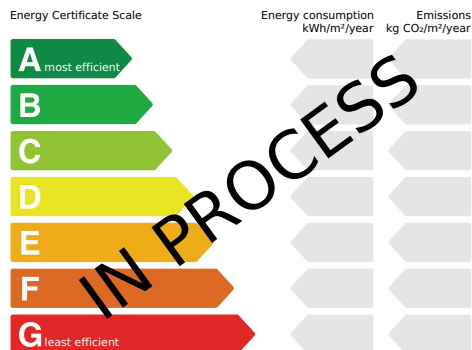 Energy Certificate Scale
Energy consumption
kWh/m²/year
Emissions
kg CO₂/m²/year
A most efficient
B
C
D
E
F
G least efficient
IN PROCESS